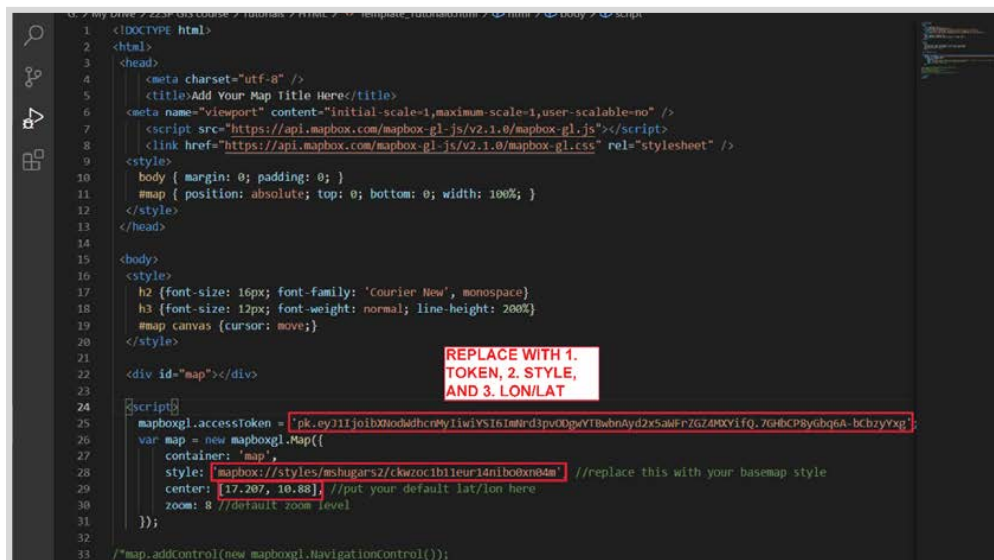 G: > My Drive > 22SP GIS course > Tutorials > HTML > Template_Tutorial6.html > html > body > script
1 <!DOCTYPE html>
2 <html>
3 <head>
4 <meta charset="utf-8" />
5 <title>Add Your Map Title Here</title>
6 <meta name="viewport" content="initial-scale=1,maximum-scale=1,user-scalable=no" />
7 <script src="https://api.mapbox.com/mapbox-gl-js/v2.1.0/mapbox-gl.js"></script>
8 <link href="https://api.mapbox.com/mapbox-gl-js/v2.1.0/mapbox-gl.css" rel="stylesheet" />
9 <style>
10 body { margin: 0; padding: 0; }
11 #map { position: absolute; top: 0; bottom: 0; width: 100%; }
12 </style>
13 </head>
14
15 <body>
16 <style>
17 h2 {font-size: 16px; font-family: 'Courier New', monospace}
18 h3 {font-size: 12px; font-weight: normal; line-height: 200%}
19 #map canvas {cursor: move;}
20 </style>
21
22 <div id="map"></div>
REPLACE WITH 1.
TOKEN, 2. STYLE,
AND 3. LON/LAT
23
24 <script>
25 mapboxgl.accessToken =
26 var map = new mapboxgl.Map({
27 container: 'map',
28 style: 'mapbox://styles/mshugars2/ckwzoc1b11eur14nibo0xn04m' //replace this with your basemap style
29 center: [17.207, 10.88], //put your default lat/lon here
30 zoom: 8 //default zoom level
31 });
32
33 /*map.addControl(new mapboxgl.NavigationControl());